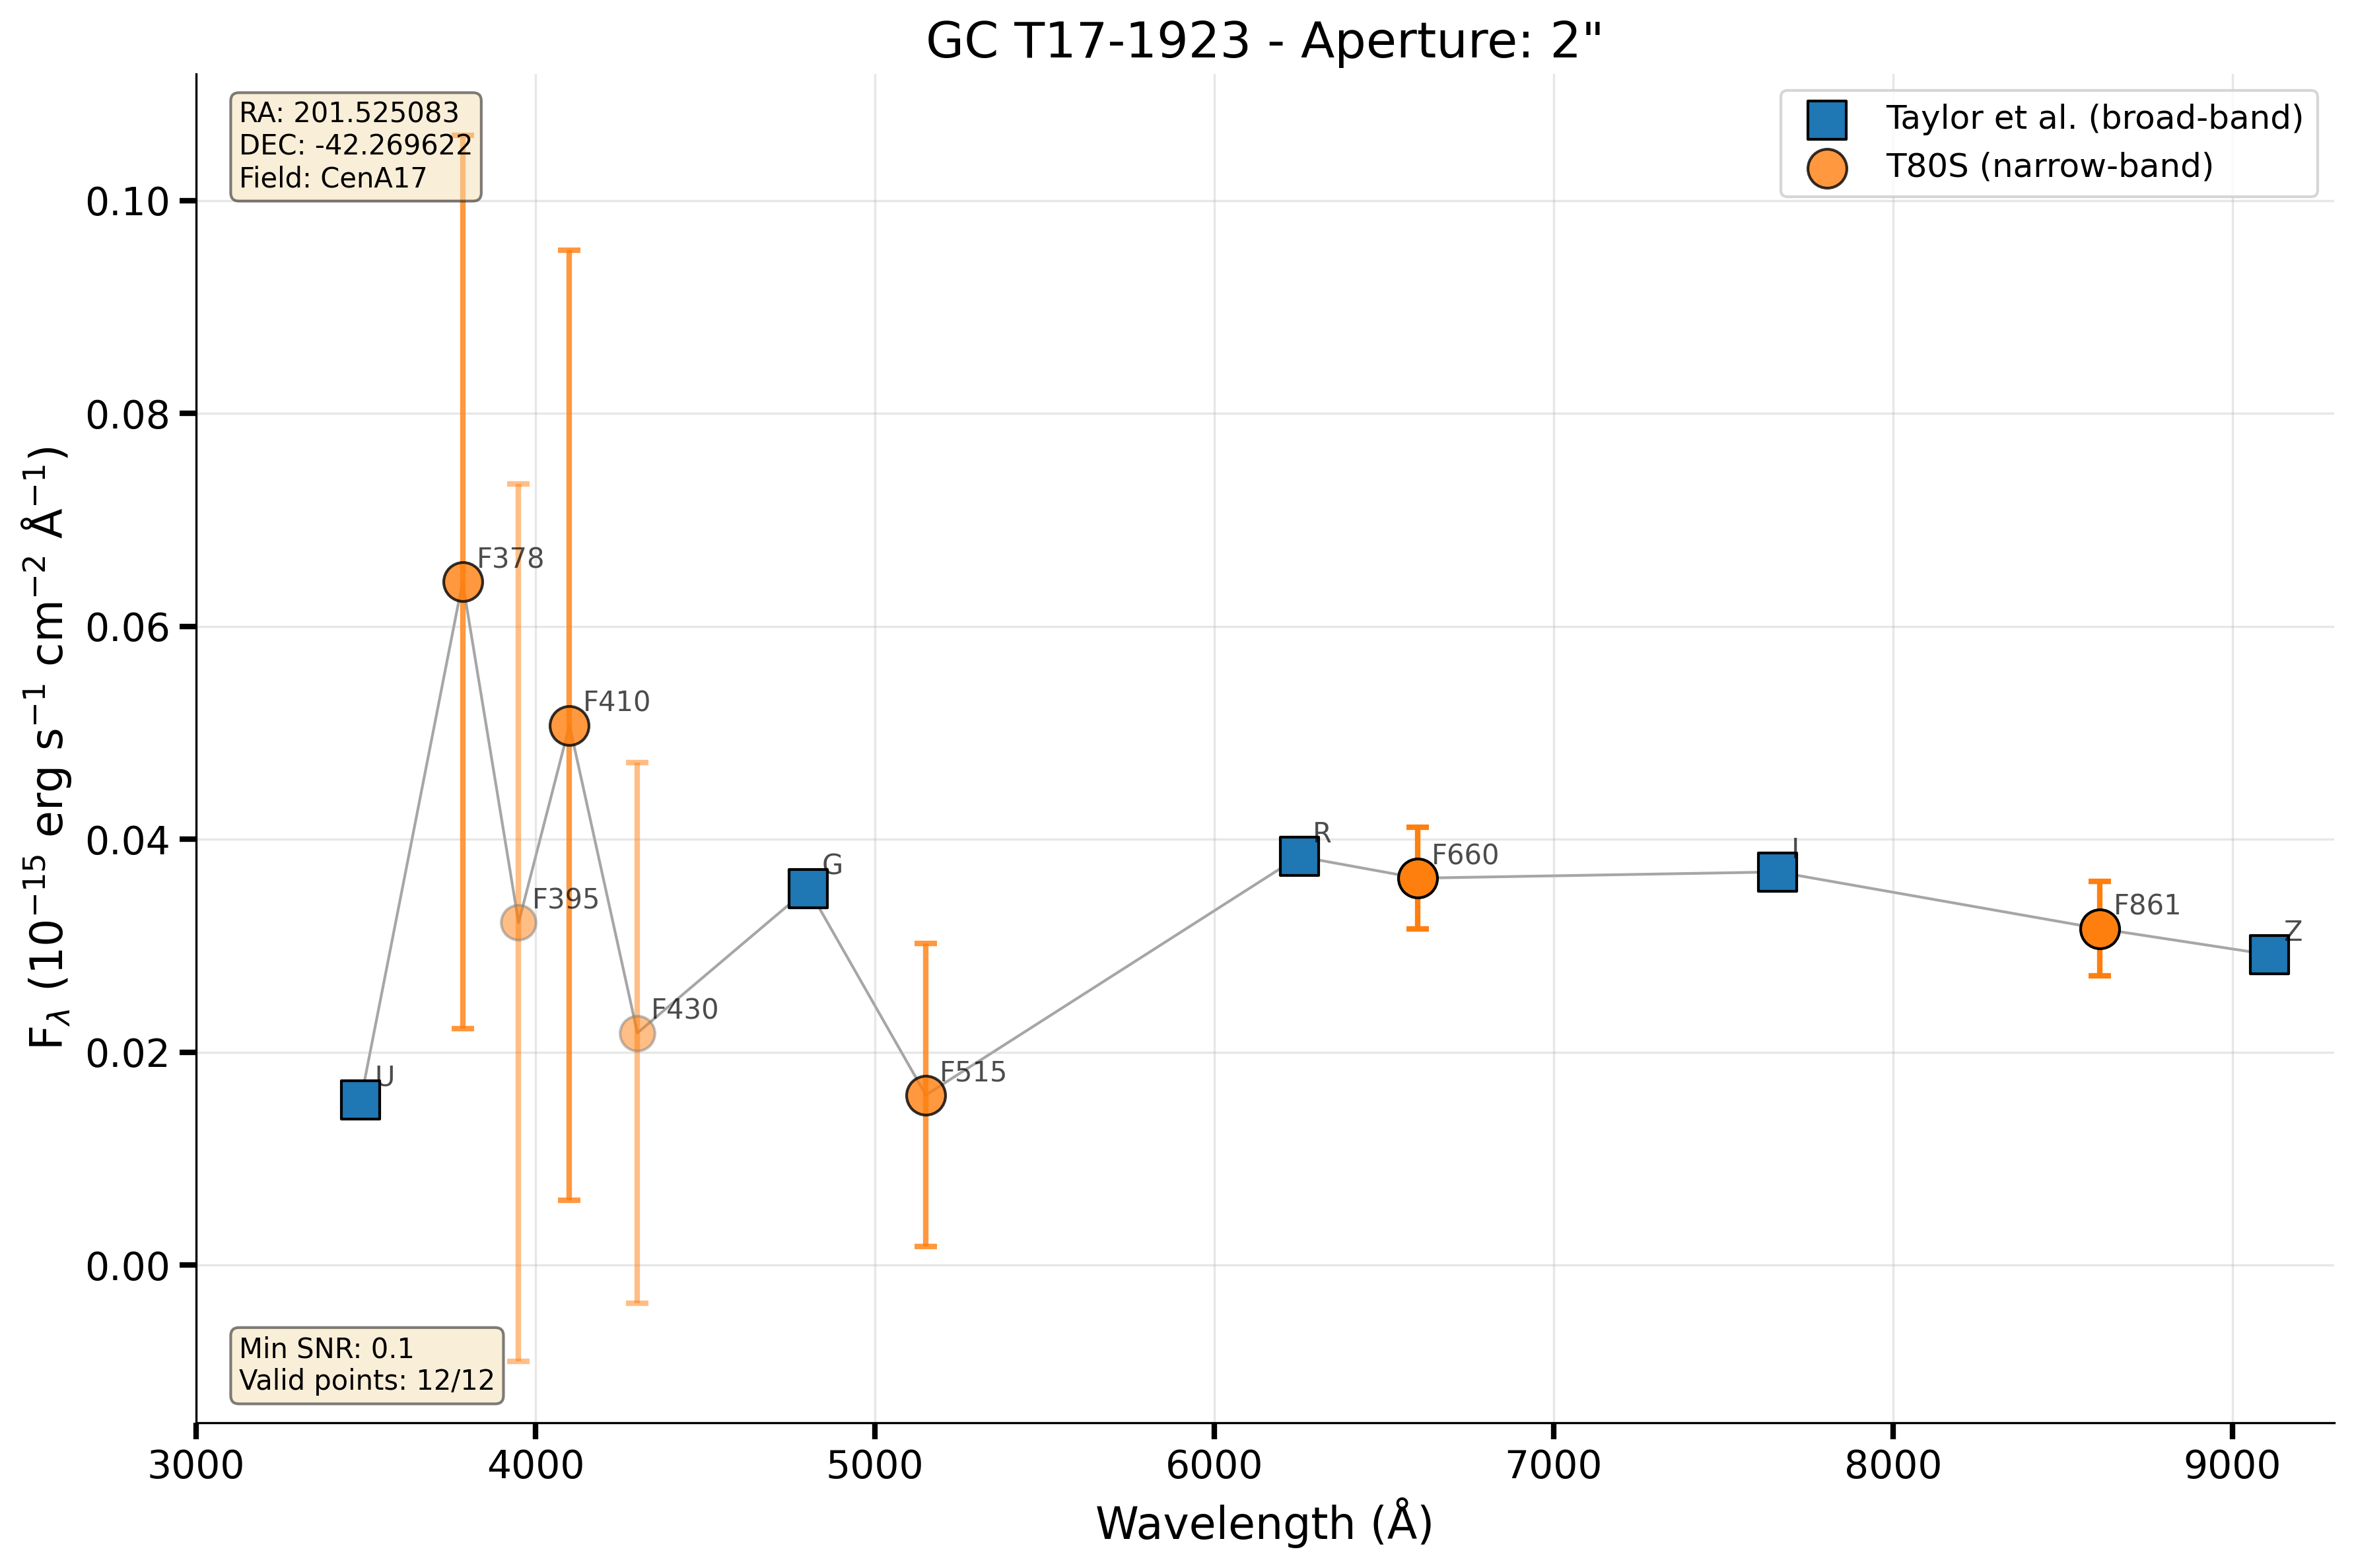 GC T17-1923 - Aperture: 2"
RA: 201.525083
DEC: -42.269622
Field: CenA17
Taylor et al. (broad-band)
T80S (narrow-band)
0.10
0.08
0.06
0.04
0.02
0.00
F$_{\lambda}$ (10$^{-15}$ erg s$^{-1}$ cm$^{-2}$ Å$^{-1}$)
U
F378
F395
F410
F430
G
F515
R
F660
I
F861
Z
Min SNR: 0.1
Valid points: 12/12
3000 4000 5000 6000 7000 8000 9000
Wavelength (Å)